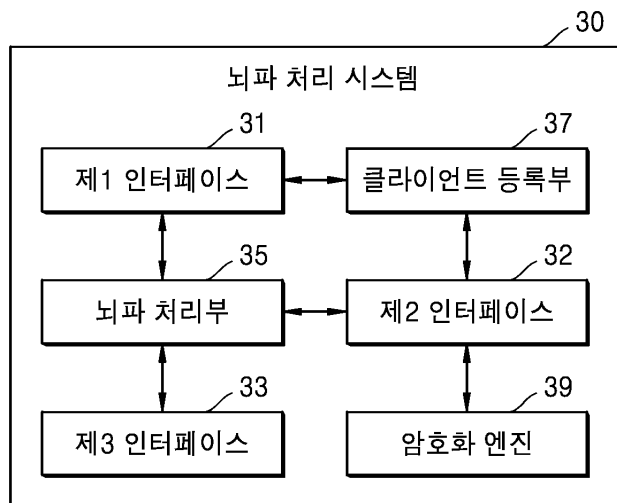 30
뇌파 처리 시스템
31
37
제1 인터페이스
클라이언트 등록부
35
32
뇌파 처리부
제2 인터페이스
33
39
제3 인터페이스
암호화 엔진